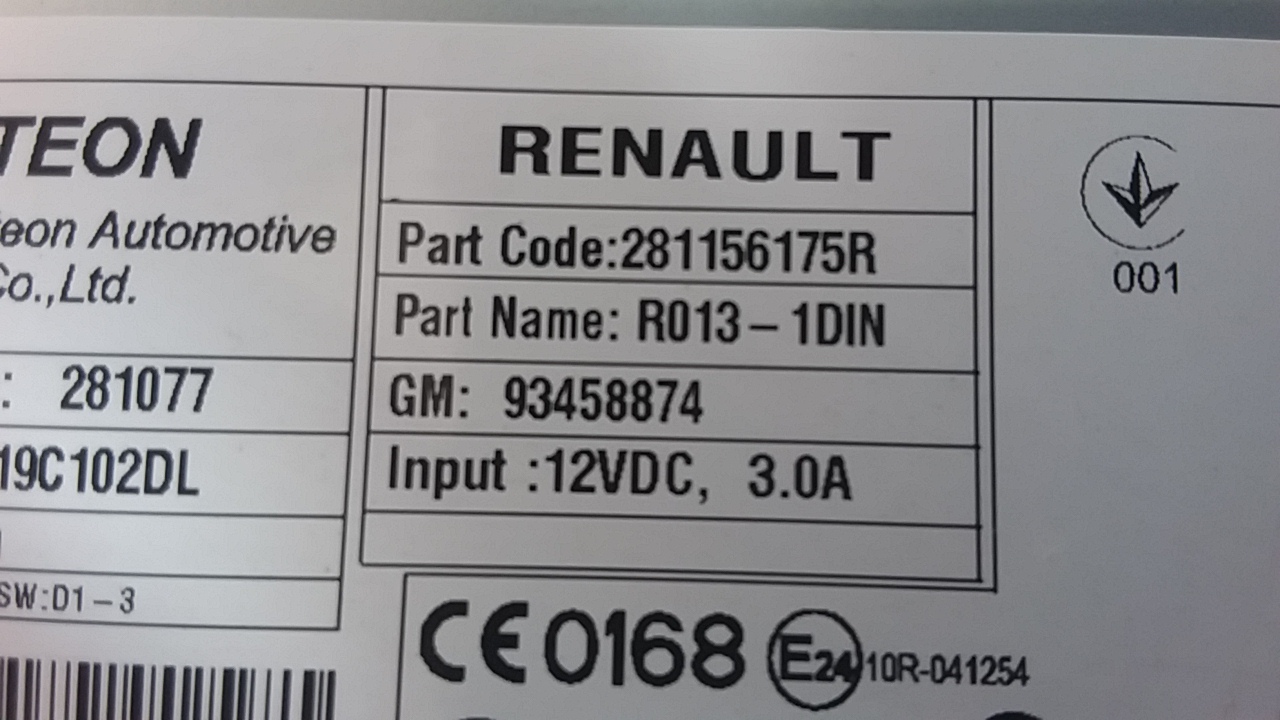 TEON
eon Automotive
Co.,Ltd.
: 281077
19C102DL
SW:D1-3
RENAULT
Part Code:281156175R
Part Name: R013-1DIN
GM: 93458874
Input :12VDC, 3.0A
001
CE0168 E24 10R-041254